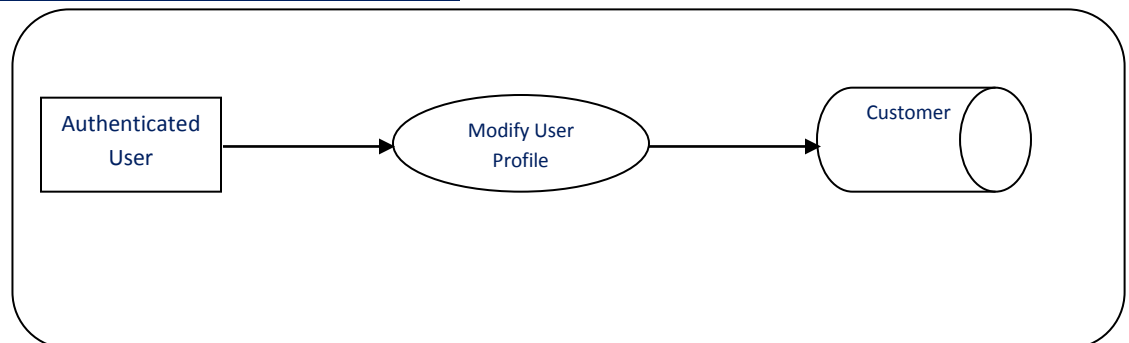 Authenticated
User
Modify User
Profile
Customer